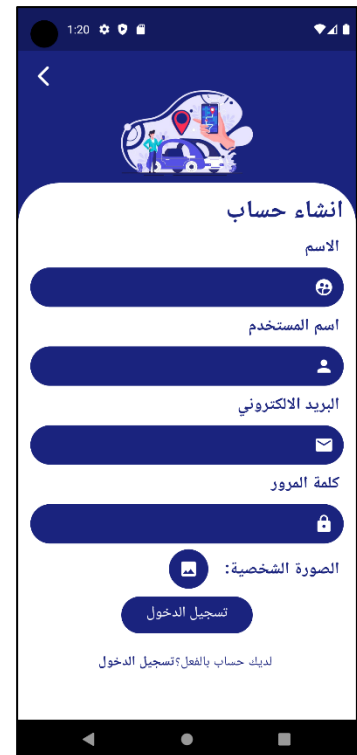 1:20
انشاء حساب
الاسم
اسم المستخدم
البريد الالكتروني
كلمة المرور
الصورة الشخصية:
تسجيل الدخول
لديك حساب بالفعل؟تسجيل الدخول